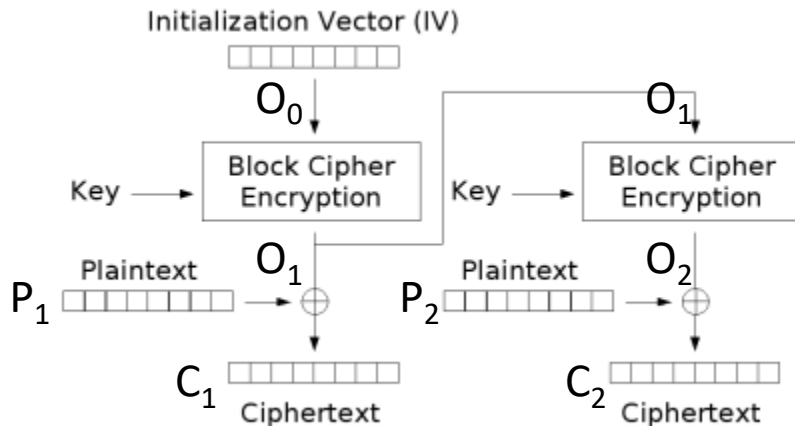 Initialization Vector (IV)
O0 O1
Block Cipher Encryption Block Cipher Encryption
Key Key
Plaintext O1 Plaintext O2
P1 P2
C1 C2
Ciphertext Ciphertext